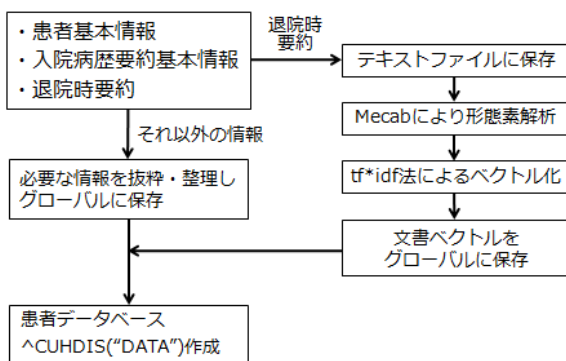 ・患者基本情報
・入院病歴要約基本情報
・退院時要約
退院時
要約
テキストファイルに保存
Mecabにより形態素解析
それ以外の情報
必要な情報を抜粋・整理し
グローバルに保存
tf*idf法によるベクトル化
文書ベクトルを
グローバルに保存
患者データベース
^CUHDIS(“DATA”)作成